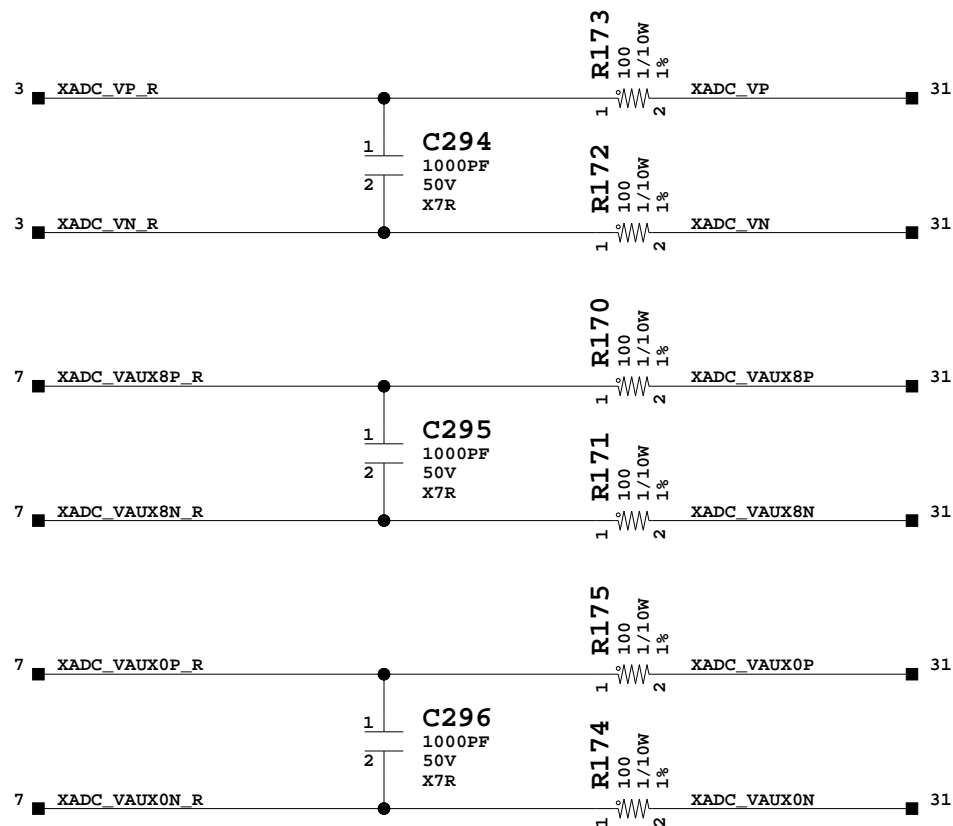 R173
100
1/10W
1%
3 XADC_VP_R
1 2
XADC_VP 31
1
2
C294
1000PF
50V
X7R
R172
100
1/10W
1%
3 XADC_VN_R
1 2
XADC_VN 31
R170
100
1/10W
1%
7 XADC_VAUX8P_R
1 2
XADC_VAUX8P 31
1
2
C295
1000PF
50V
X7R
R171
100
1/10W
1%
7 XADC_VAUX8N_R
1 2
XADC_VAUX8N 31
R175
100
1/10W
1%
7 XADC_VAUX0P_R
1 2
XADC_VAUX0P 31
1
2
C296
1000PF
50V
X7R
R174
100
1/10W
1%
7 XADC_VAUX0N_R
1 2
XADC_VAUX0N 31